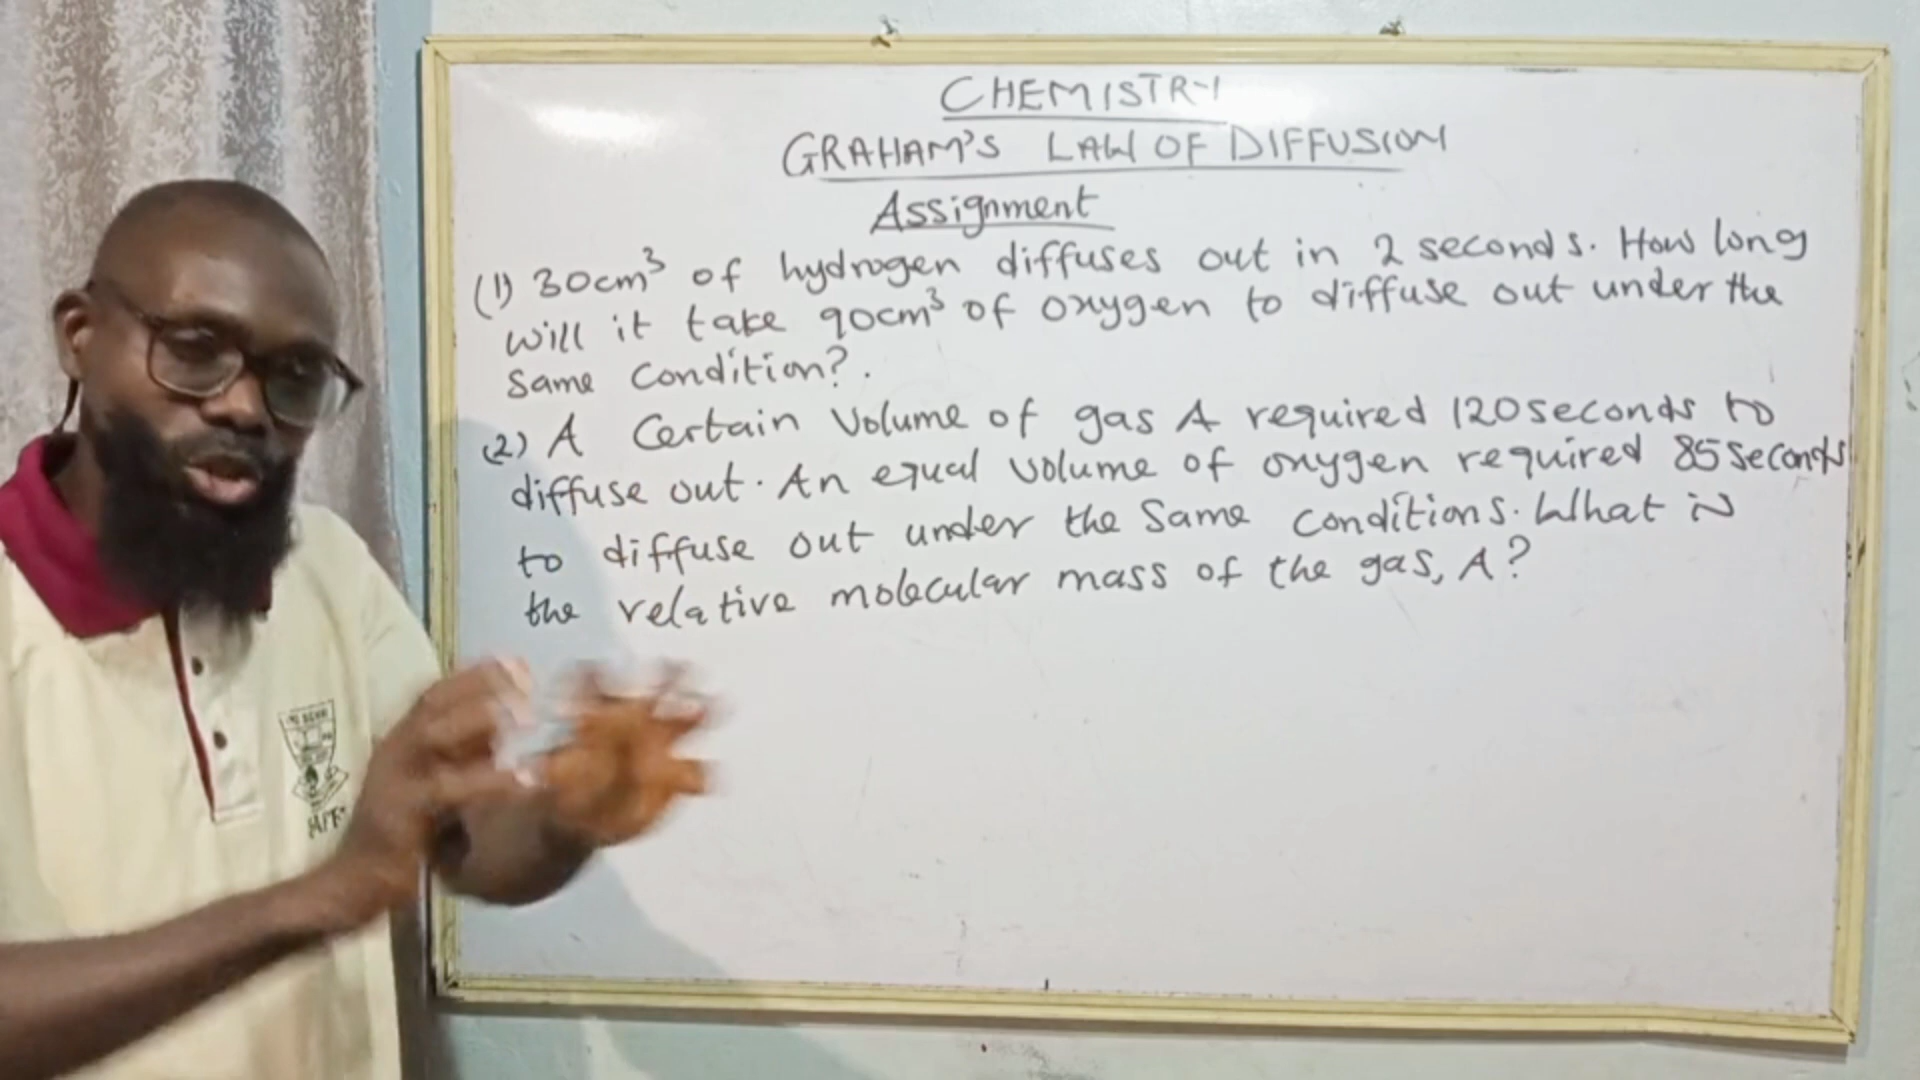 CHEMISTRY
GRAHAM'S LAW OF DIFFUSION
Assignment
(1) 30cm³ of hydrogen diffuses out in 2 seconds. How long
will it take 90cm³ of oxygen to diffuse out under the
same condition?.
(2) A Certain Volume of gas A required 120seconds to
diffuse out. An equal volume of oxygen required 85seconds
to diffuse out under the Same Conditions. What is
the relative molecular mass of the gas, A?